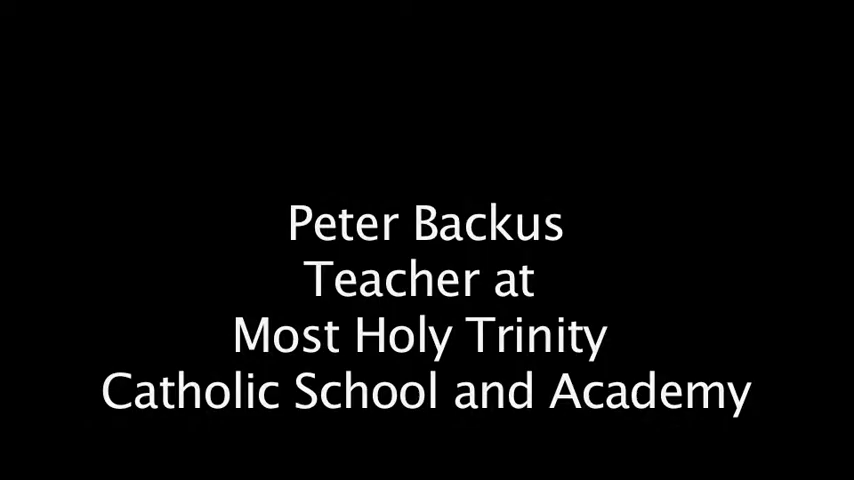 Peter Backus
Teacher at
Most Holy Trinity
Catholic School and Academy